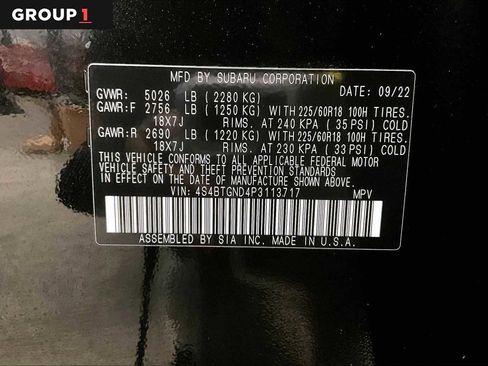 GROUP 1
MFD BY SUBARU CORPORATION
GVWR: 5026 LB ( 2280 KG) DATE: 09/22
GAWR:F 2756 LB ( 1250 KG) WITH 225/60R18 100H TIRES.
18X7J RIMS. AT 240 KPA ( 35 PSI) COLD
GAWR:R 2690 LB ( 1220 KG) WITH 225/60R18 100H TIRES.
18X7J RIMS. AT 230 KPA ( 33 PSI) COLD
THIS VEHICLE CONFORMS TO ALL APPLICABLE FEDERAL MOTOR
VEHICLE SAFETY, BUMPER AND THEFT PREVENTION STANDARDS
IN EFFECT ON THE DATE OF MANUFACTURE SHOWN ABOVE.
VIN: 4S4BTGND4P3113717 MPV
ASSEMBLED BY SIA INC. MADE IN U.S.A.